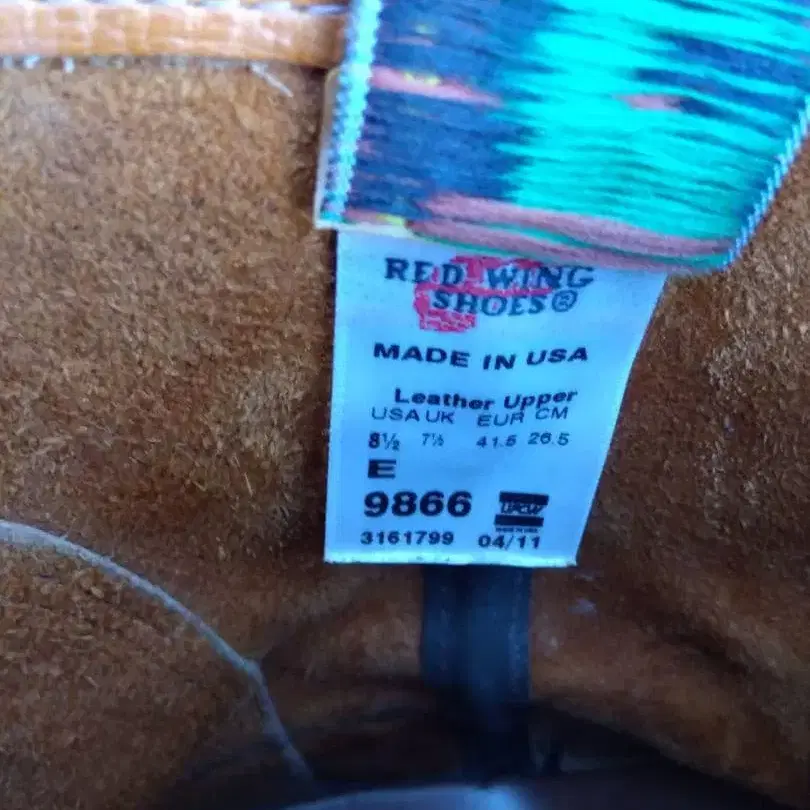 RED WING
SHOES®
MADE IN USA
Leather Upper
USA UK EUR CM
8½ 7½ 41.5 26.5
E
9866
UFCW
3161799 04/11